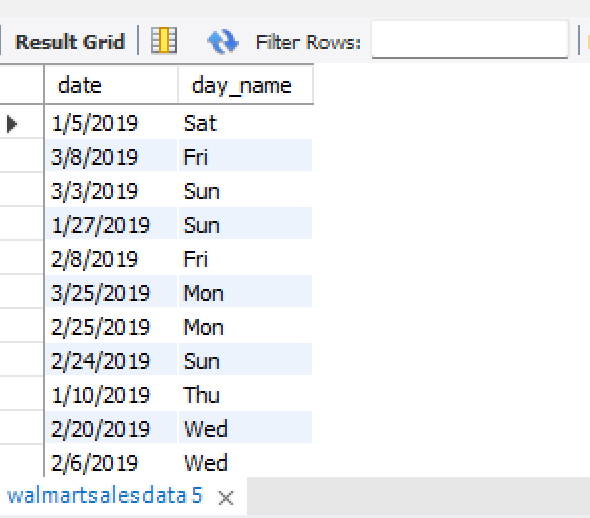 Result Grid Filter Rows:
date day_name
1/5/2019 Sat
3/8/2019 Fri
3/3/2019 Sun
1/27/2019 Sun
2/8/2019 Fri
3/25/2019 Mon
2/25/2019 Mon
2/24/2019 Sun
1/10/2019 Thu
2/20/2019 Wed
2/6/2019 Wed
walmartsalesdata 5